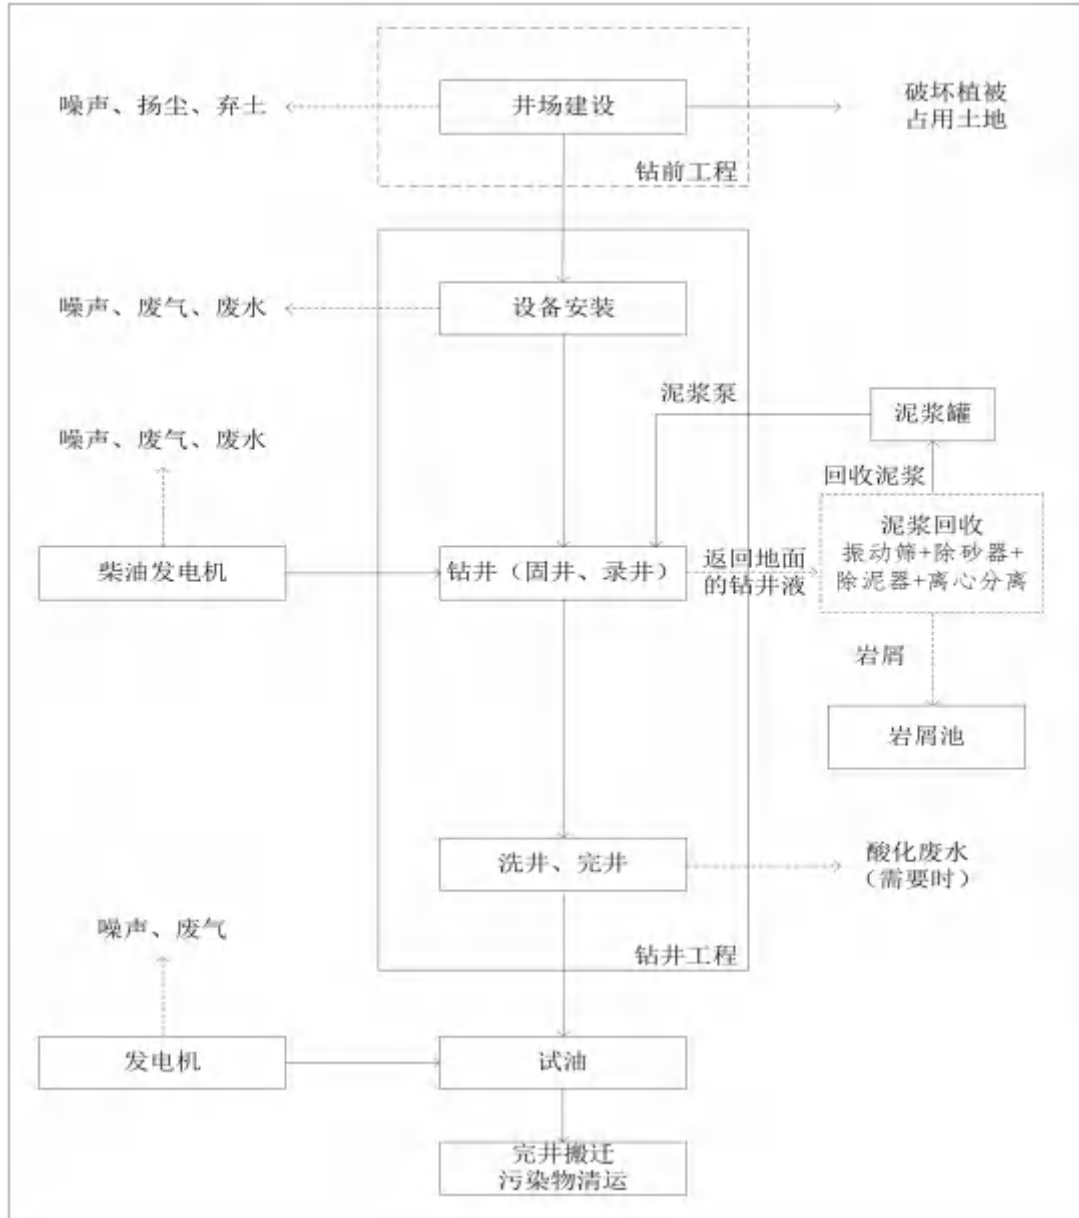 噪声、扬尘、弃土
井场建设
破坏植被
占用土地
钻前工程
噪声、废气、废水
设备安装
泥浆泵
泥浆罐
噪声、废气、废水
回收泥浆
泥浆回收
振动筛+除砂器+
除泥器+离心分离
柴油发电机
钻井（固井、录井）
返回地面
的钻井液
岩屑
岩屑池
洗井、完井
酸化废水
（需要时）
噪声、废气
钻井工程
发电机
试油
完井搬迁
污染物清运